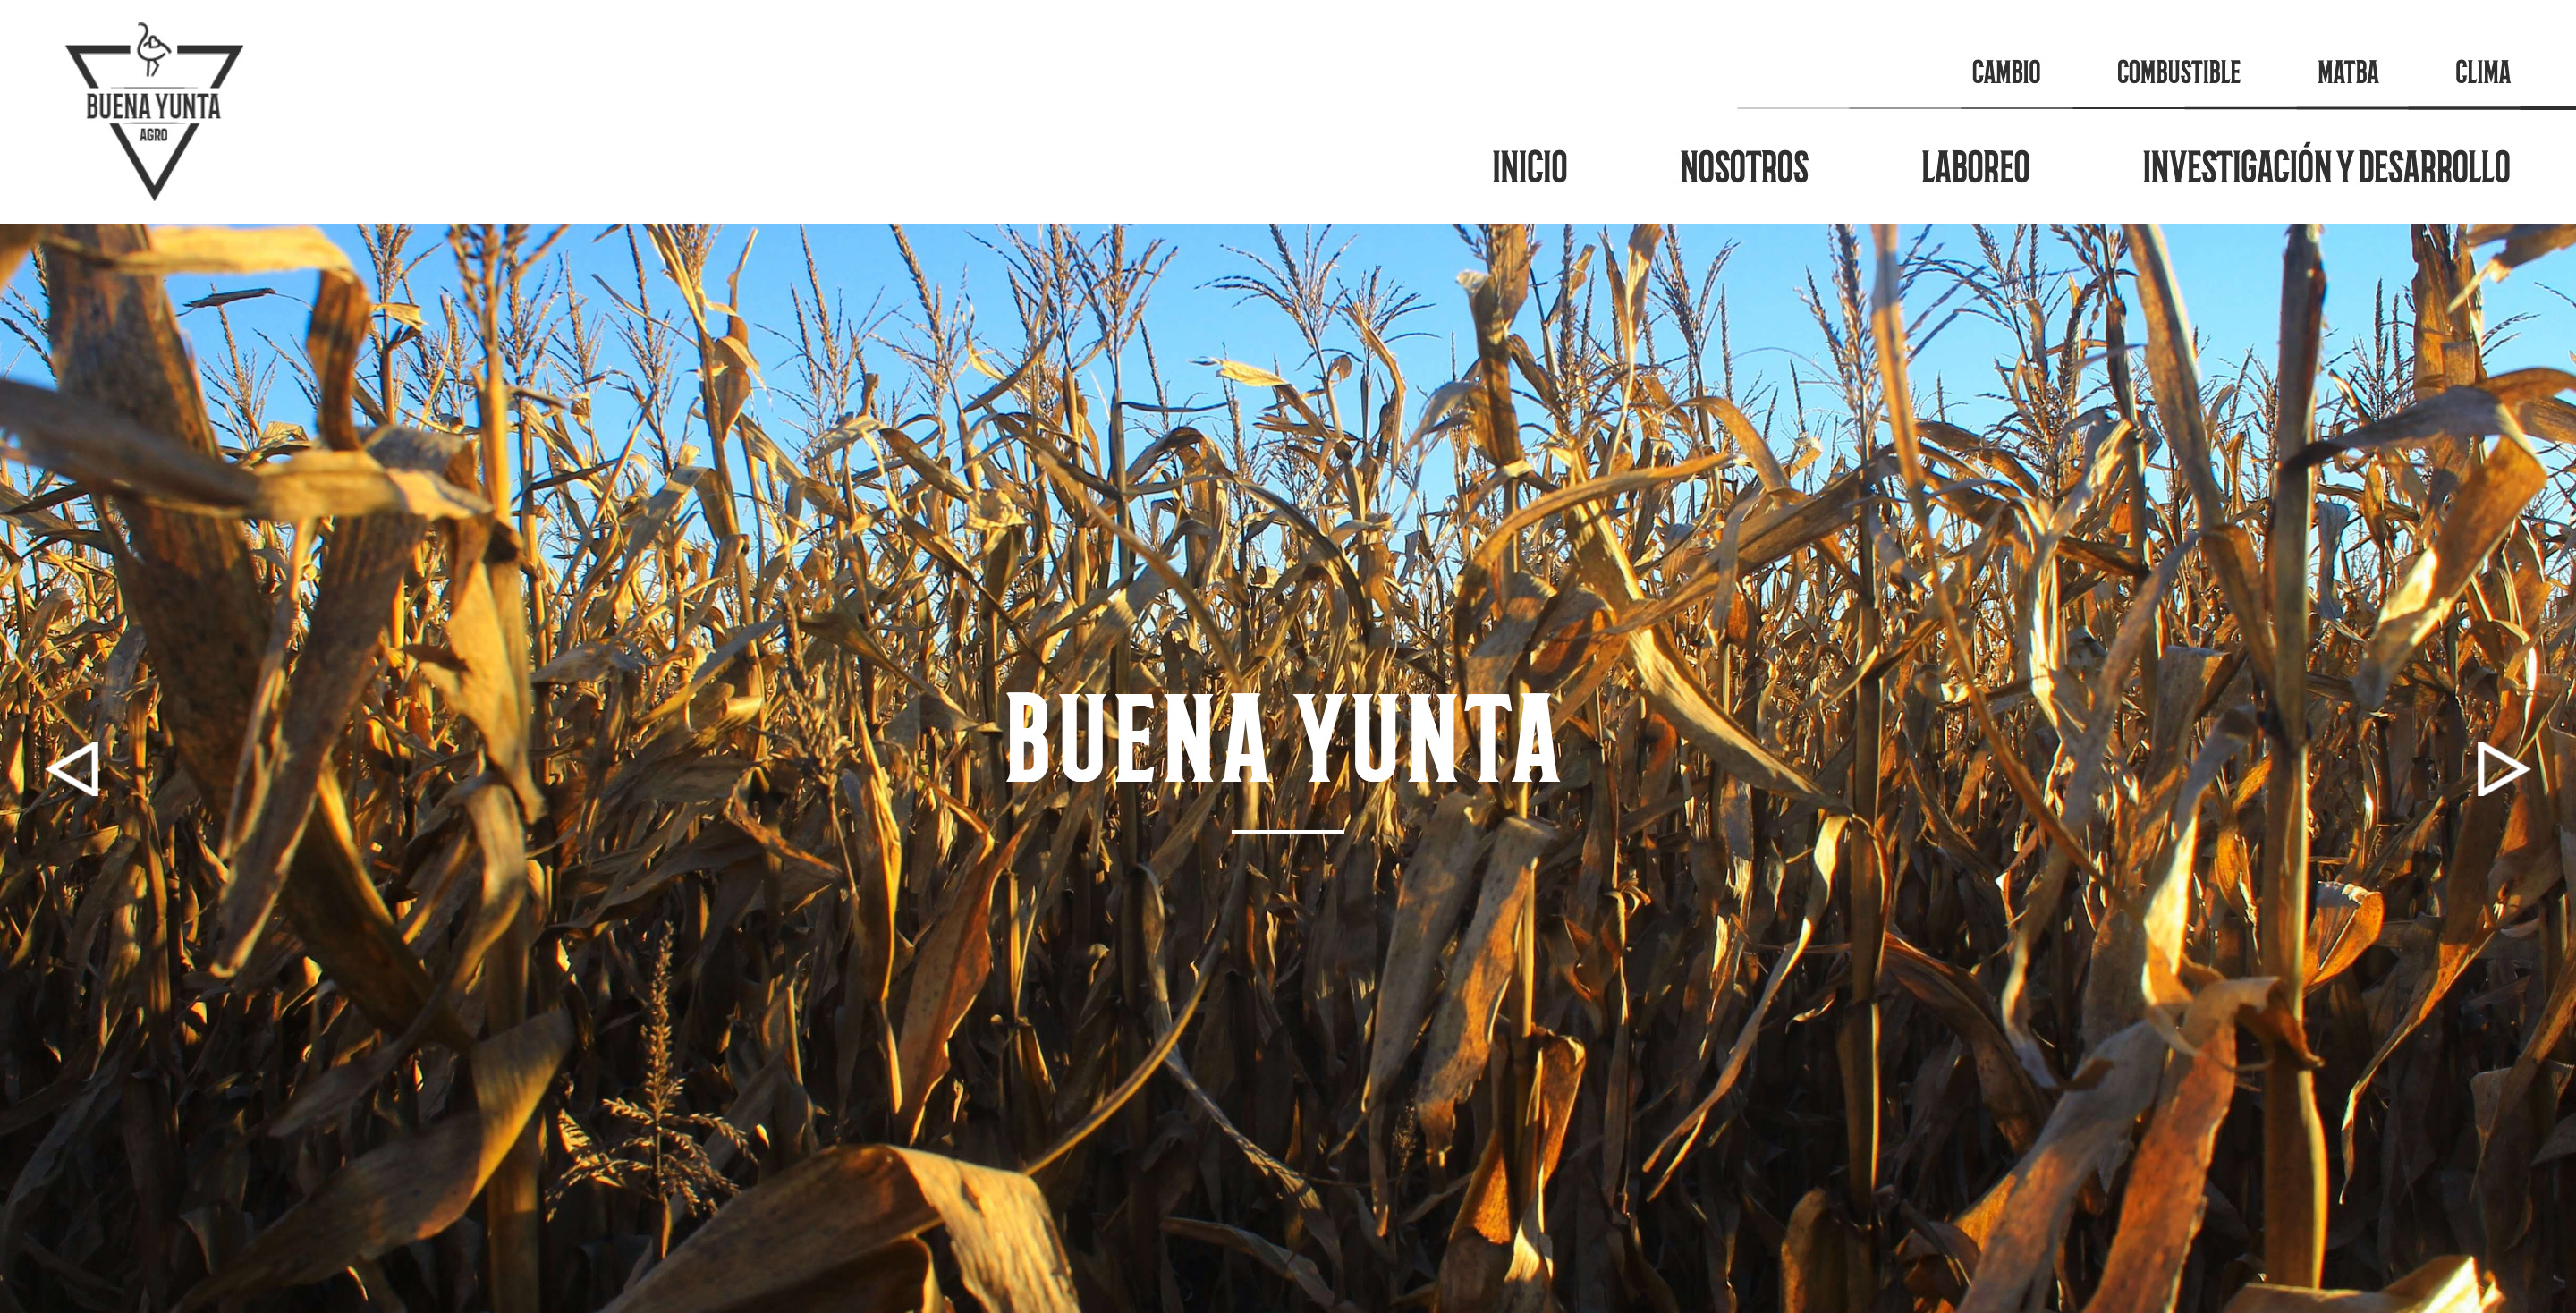 BUENA YUNTA
AGRO
CAMBIO COMBUSTIBLE MATBA CLIMA
INICIO NOSOTROS LABOREO INVESTIGACIÓN Y DESARROLLO
BUENA YUNTA